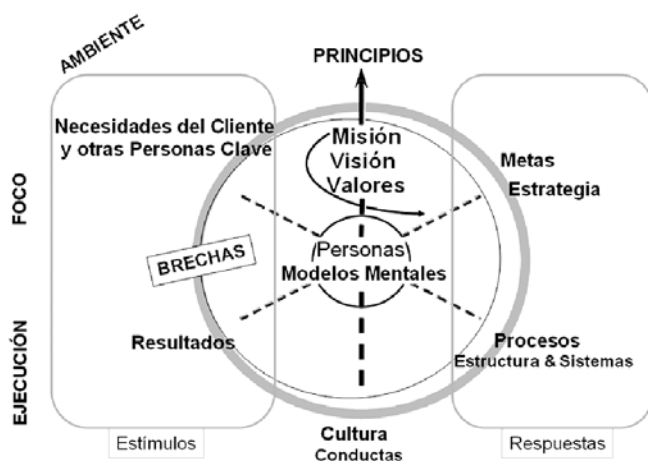 AMBIENTE
PRINCIPIOS
Necesidades del Cliente
y otras Personas Clave
Misión
Visión
Valores
Metas
Estrategia
FOCO
BRECHAS
Personas
Modelos Mentales
EJECUCIÓN
Resultados
Procesos
Estructura & Sistemas
Cultura
Conductas
Estímulos
Respuestas